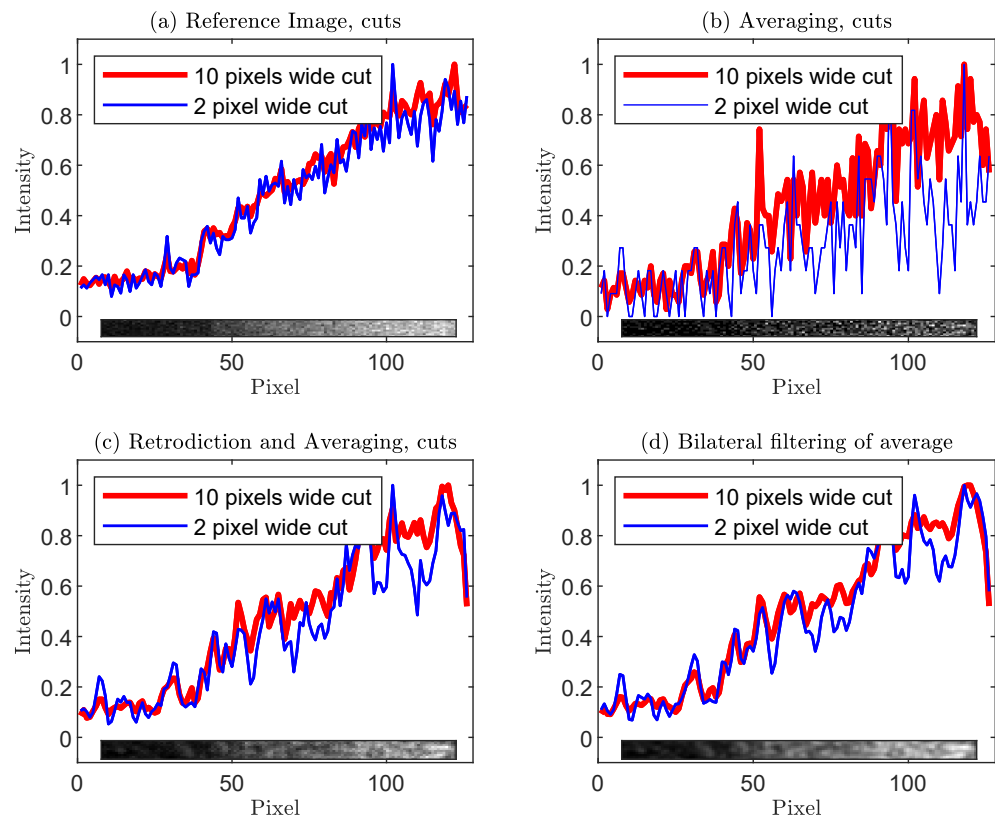 (a) Reference Image, cuts
1
0.8
0.6
0.4
0.2
0
Intensity
10 pixels wide cut
2 pixel wide cut
0 50 100
Pixel
(b) Averaging, cuts
1
0.8
0.6
0.4
0.2
0
Intensity
10 pixels wide cut
2 pixel wide cut
0 50 100
Pixel
(c) Retrodiction and Averaging, cuts
1
0.8
0.6
0.4
0.2
0
Intensity
10 pixels wide cut
2 pixel wide cut
0 50 100
Pixel
(d) Bilateral filtering of average
1
0.8
0.6
0.4
0.2
0
Intensity
10 pixels wide cut
2 pixel wide cut
0 50 100
Pixel